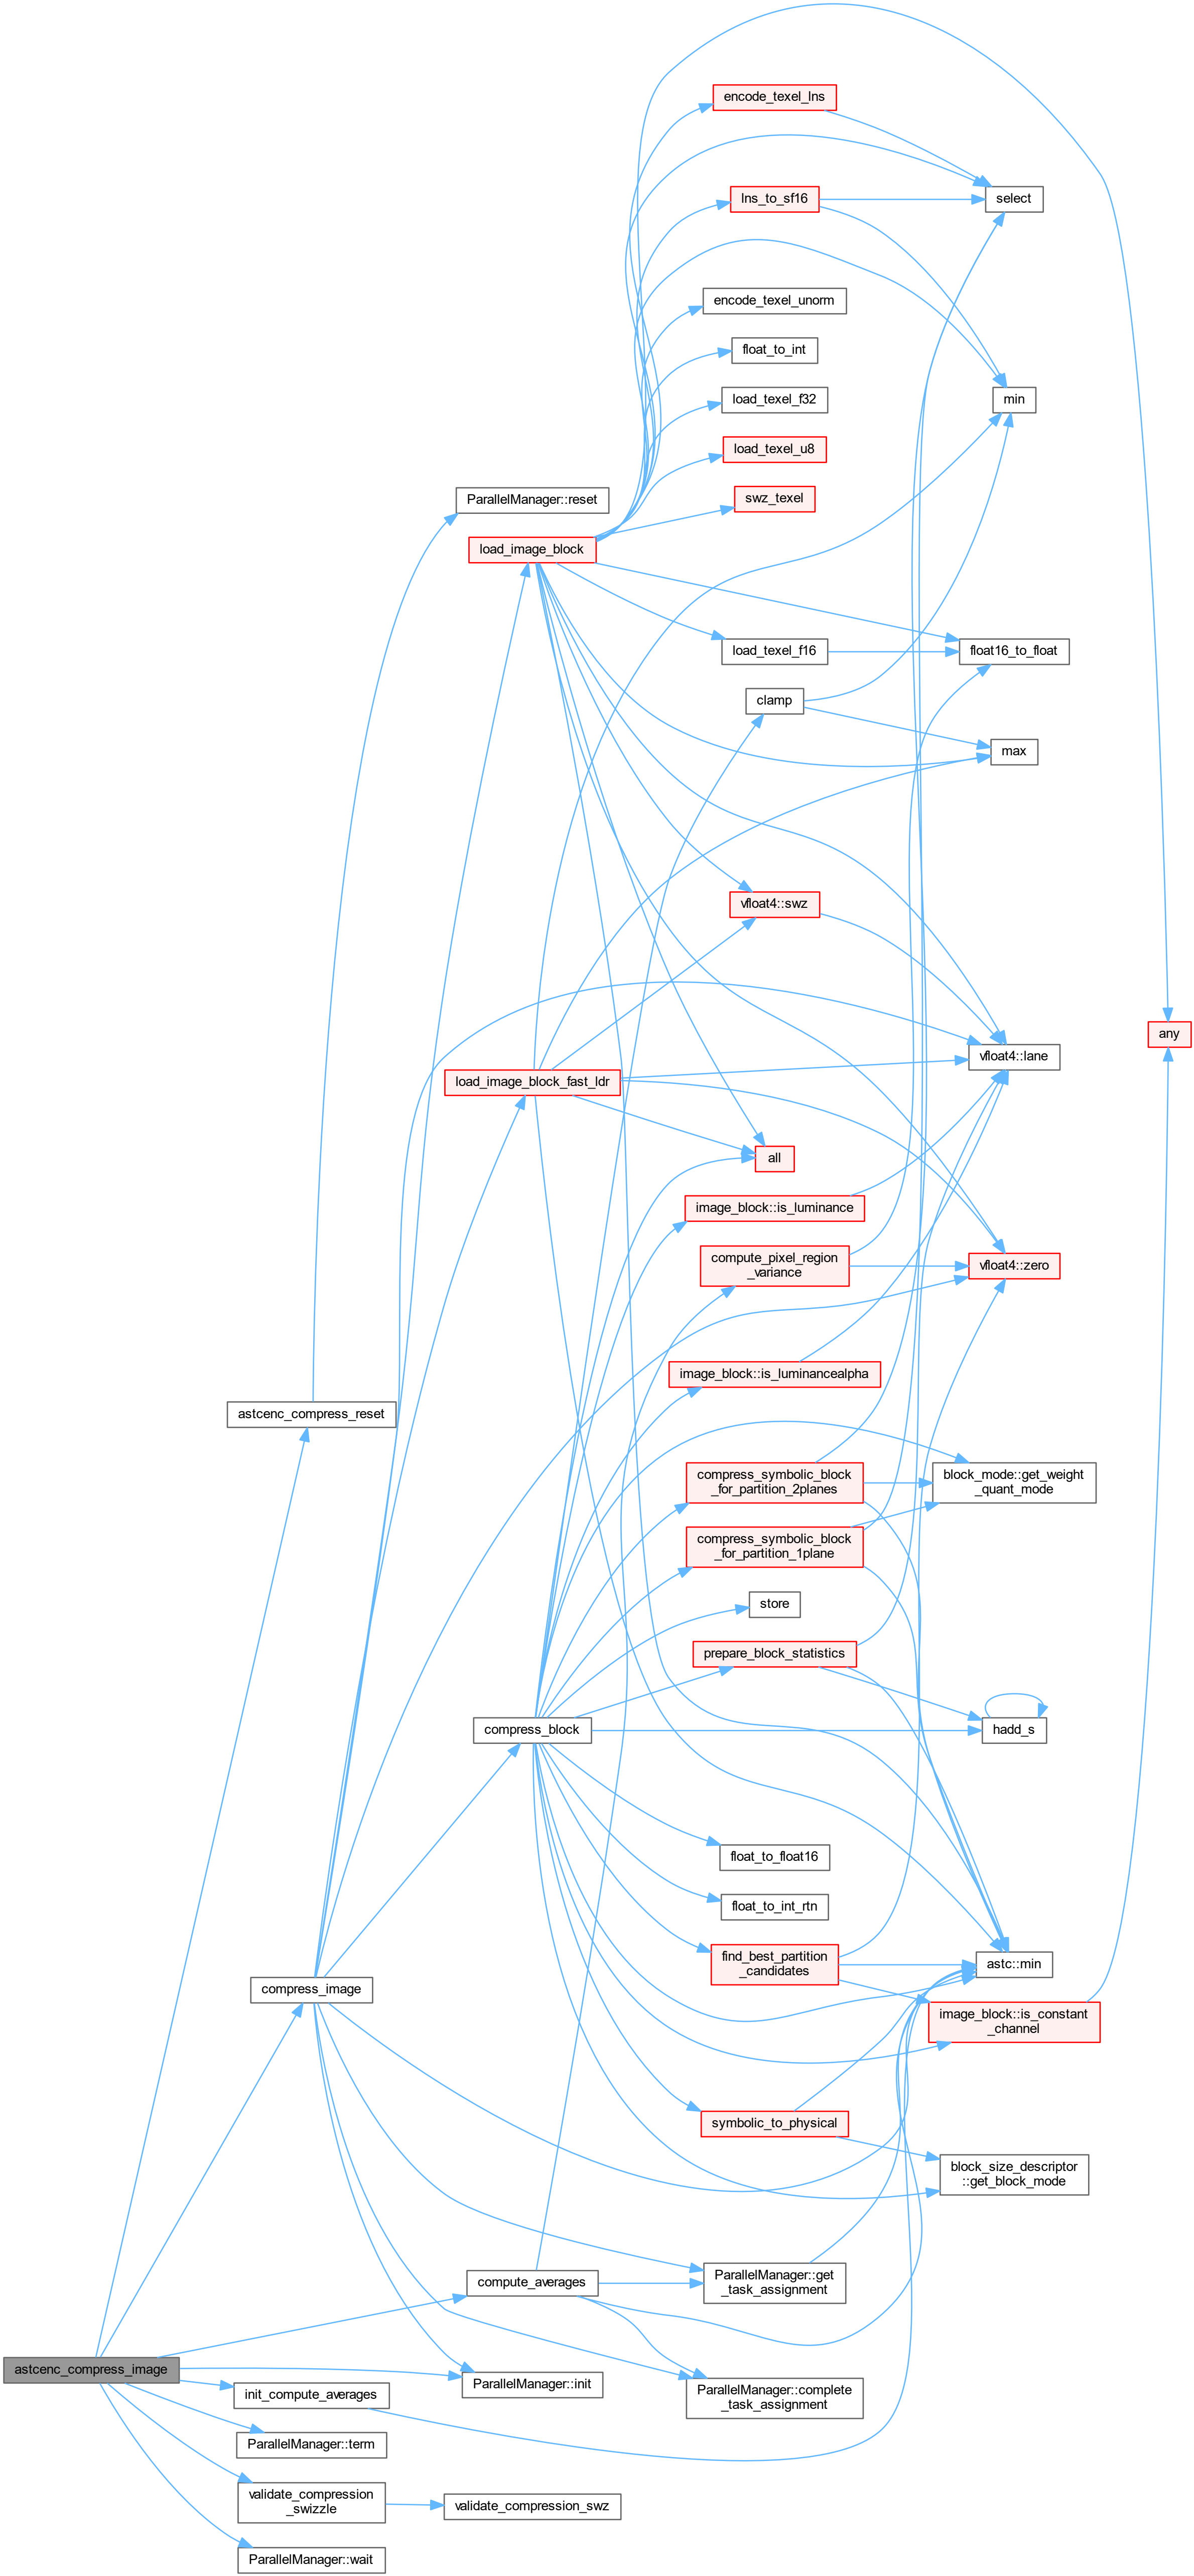 encode_texel_lns
select
lns_to_sf16
encode_texel_unorm
float_to_int
load_texel_f32
min
load_texel_u8
swz_texel
ParallelManager::reset
load_image_block
load_texel_f16
float16_to_float
clamp
max
vfloat4::swz
any
vfloat4::lane
load_image_block_fast_ldr
all
image_block::is_luminance
compute_pixel_region
_variance
vfloat4::zero
image_block::is_luminancealpha
astcenc_compress_reset
compress_symbolic_block
_for_partition_2planes
block_mode::get_weight
_quant_mode
compress_symbolic_block
_for_partition_1plane
store
prepare_block_statistics
compress_block
hadd_s
float_to_float16
float_to_int_rtn
find_best_partition
_candidates
astc::min
compress_image
image_block::is_constant
_channel
symbolic_to_physical
block_size_descriptor
::get_block_mode
compute_averages
ParallelManager::get
_task_assignment
astcenc_compress_image
ParallelManager::init
init_compute_averages
ParallelManager::complete
_task_assignment
ParallelManager::term
validate_compression
_swizzle
validate_compression_swz
ParallelManager::wait